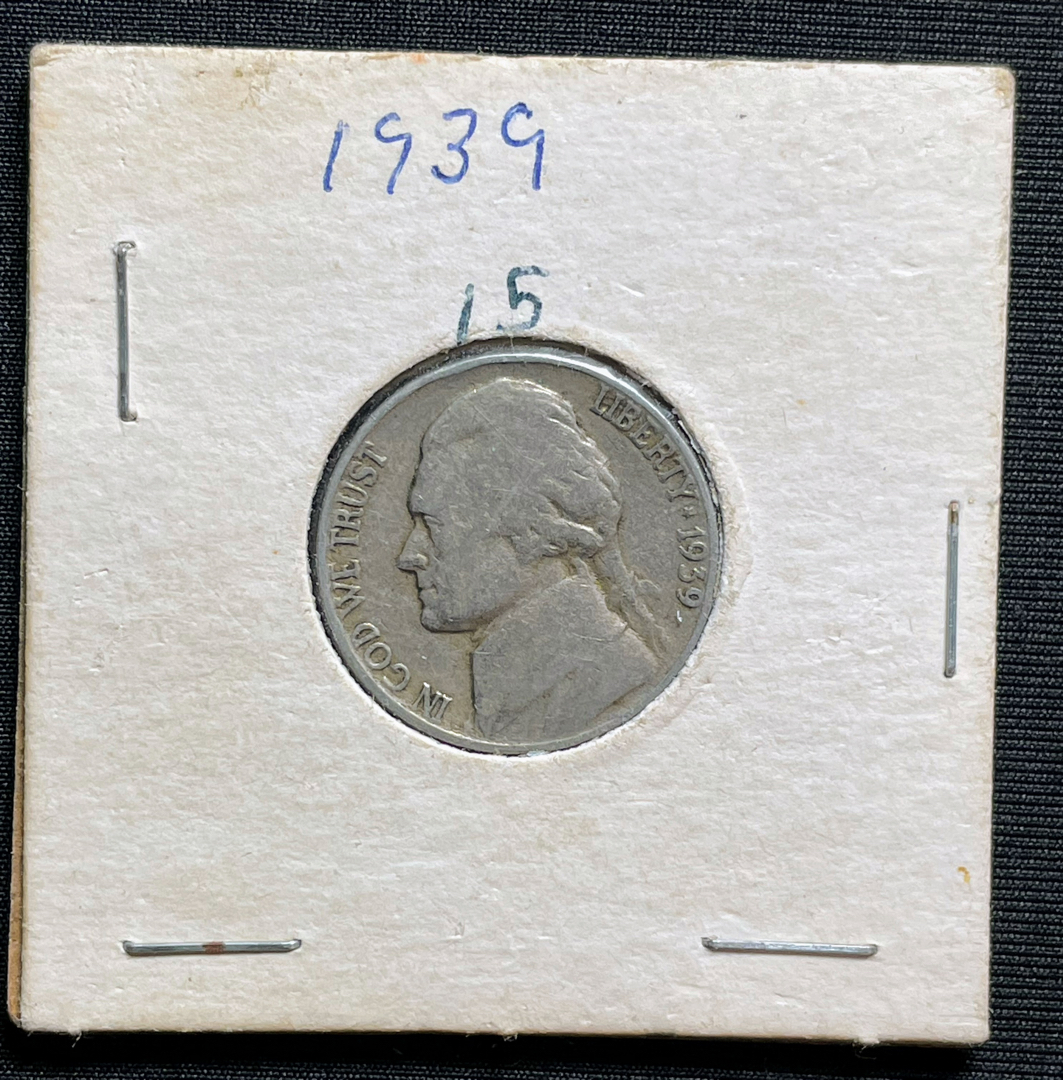 1939
15
IN GOD WE TRUST
LIBERTY ★ 1939